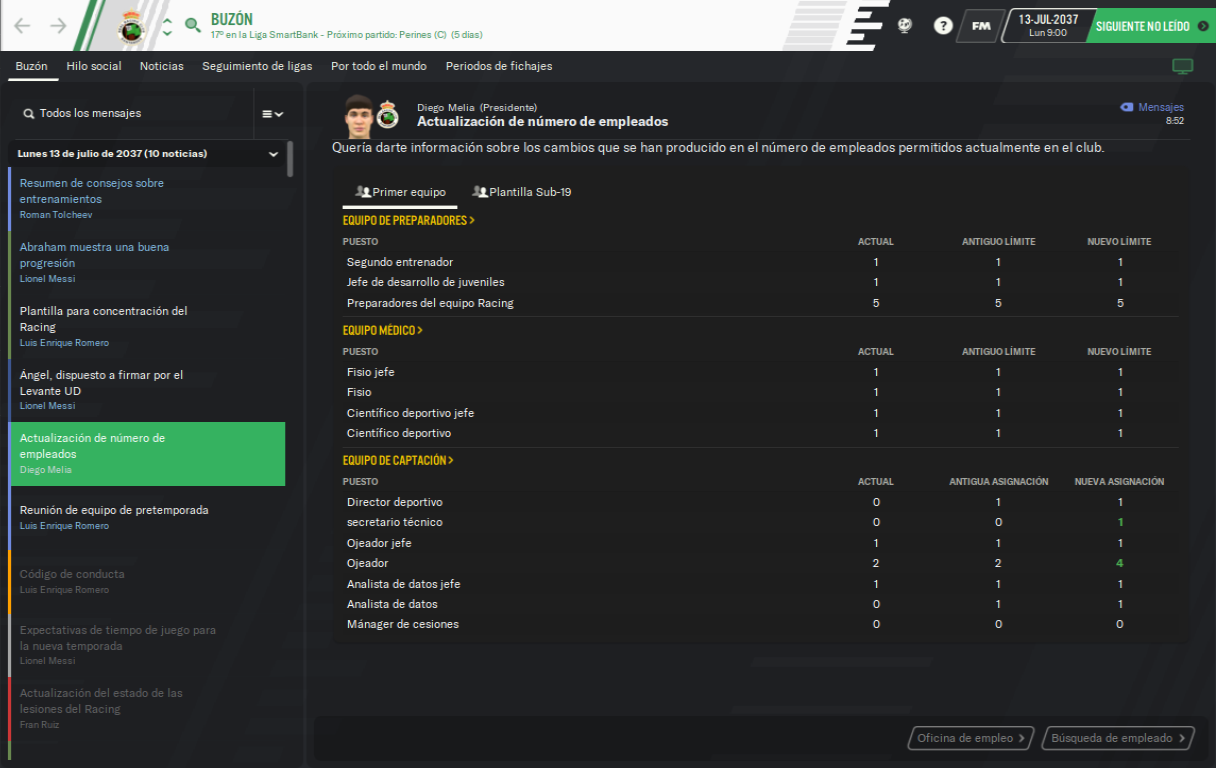 BUZÓN
17º en la Liga SmartBank - Próximo partido: Perines (C) (5 días)
?
FM
13-JUL-2037
Lun 9:00
SIGUIENTE NO LEÍDO
Buzón Hilo social Noticias Seguimiento de ligas Por todo el mundo Periodos de fichajes
Todos los mensajes
Lunes 13 de julio de 2037 (10 noticias)
Resumen de consejos sobre
entrenamientos
Roman Tolcheev
Abraham muestra una buena
progresión
Lionel Messi
Plantilla para concentración del
Racing
Luis Enrique Romero
Ángel, dispuesto a firmar por el
Levante UD
Lionel Messi
Actualización de número de
empleados
Diego Melia
Reunión de equipo de pretemporada
Luis Enrique Romero
Código de conducta
Luis Enrique Romero
Expectativas de tiempo de juego para
la nueva temporada
Lionel Messi
Actualización del estado de las
lesiones del Racing
Fran Ruiz
Diego Melia (Presidente)
Actualización de número de empleados
Mensajes
8:52
Quería darte información sobre los cambios que se han producido en el número de empleados permitidos actualmente en el club.
Primer equipo Plantilla Sub-19
EQUIPO DE PREPARADORES >
PUESTO ACTUAL ANTIGUO LÍMITE NUEVO LÍMITE
Segundo entrenador 1 1 1
Jefe de desarrollo de juveniles 1 1 1
Preparadores del equipo Racing 5 5 5
EQUIPO MÉDICO >
PUESTO ACTUAL ANTIGUO LÍMITE NUEVO LÍMITE
Fisio jefe 1 1 1
Fisio 1 1 1
Científico deportivo jefe 1 1 1
Científico deportivo 1 1 1
EQUIPO DE CAPTACIÓN >
PUESTO ACTUAL ANTIGUA ASIGNACIÓN NUEVA ASIGNACIÓN
Director deportivo 0 1 1
secretario técnico 0 0 1
Ojeador jefe 1 1 1
Ojeador 2 2 4
Analista de datos jefe 1 1 1
Analista de datos 0 1 1
Mánager de cesiones 0 0 0
Oficina de empleo > Búsqueda de empleado >